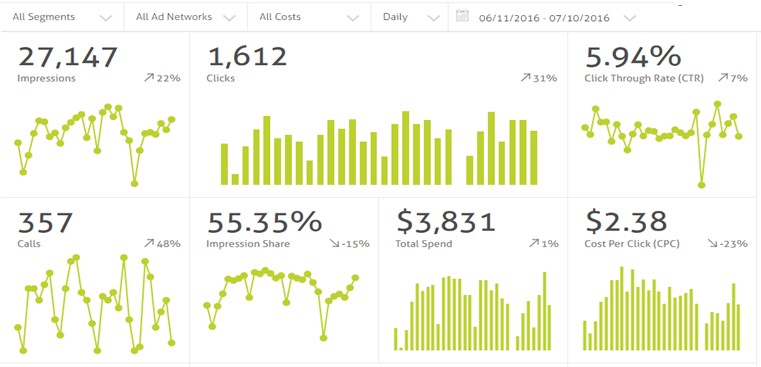 All Segments
All Ad Networks
All Costs
Daily
06/11/2016 - 07/10/2016
27,147
Impressions
22%
1,612
Clicks
31%
5.94%
Click Through Rate (CTR)
7%
357
Calls
48%
55.35%
Impression Share
-15%
$3,831
Total Spend
1%
$2.38
Cost Per Click (CPC)
-23%